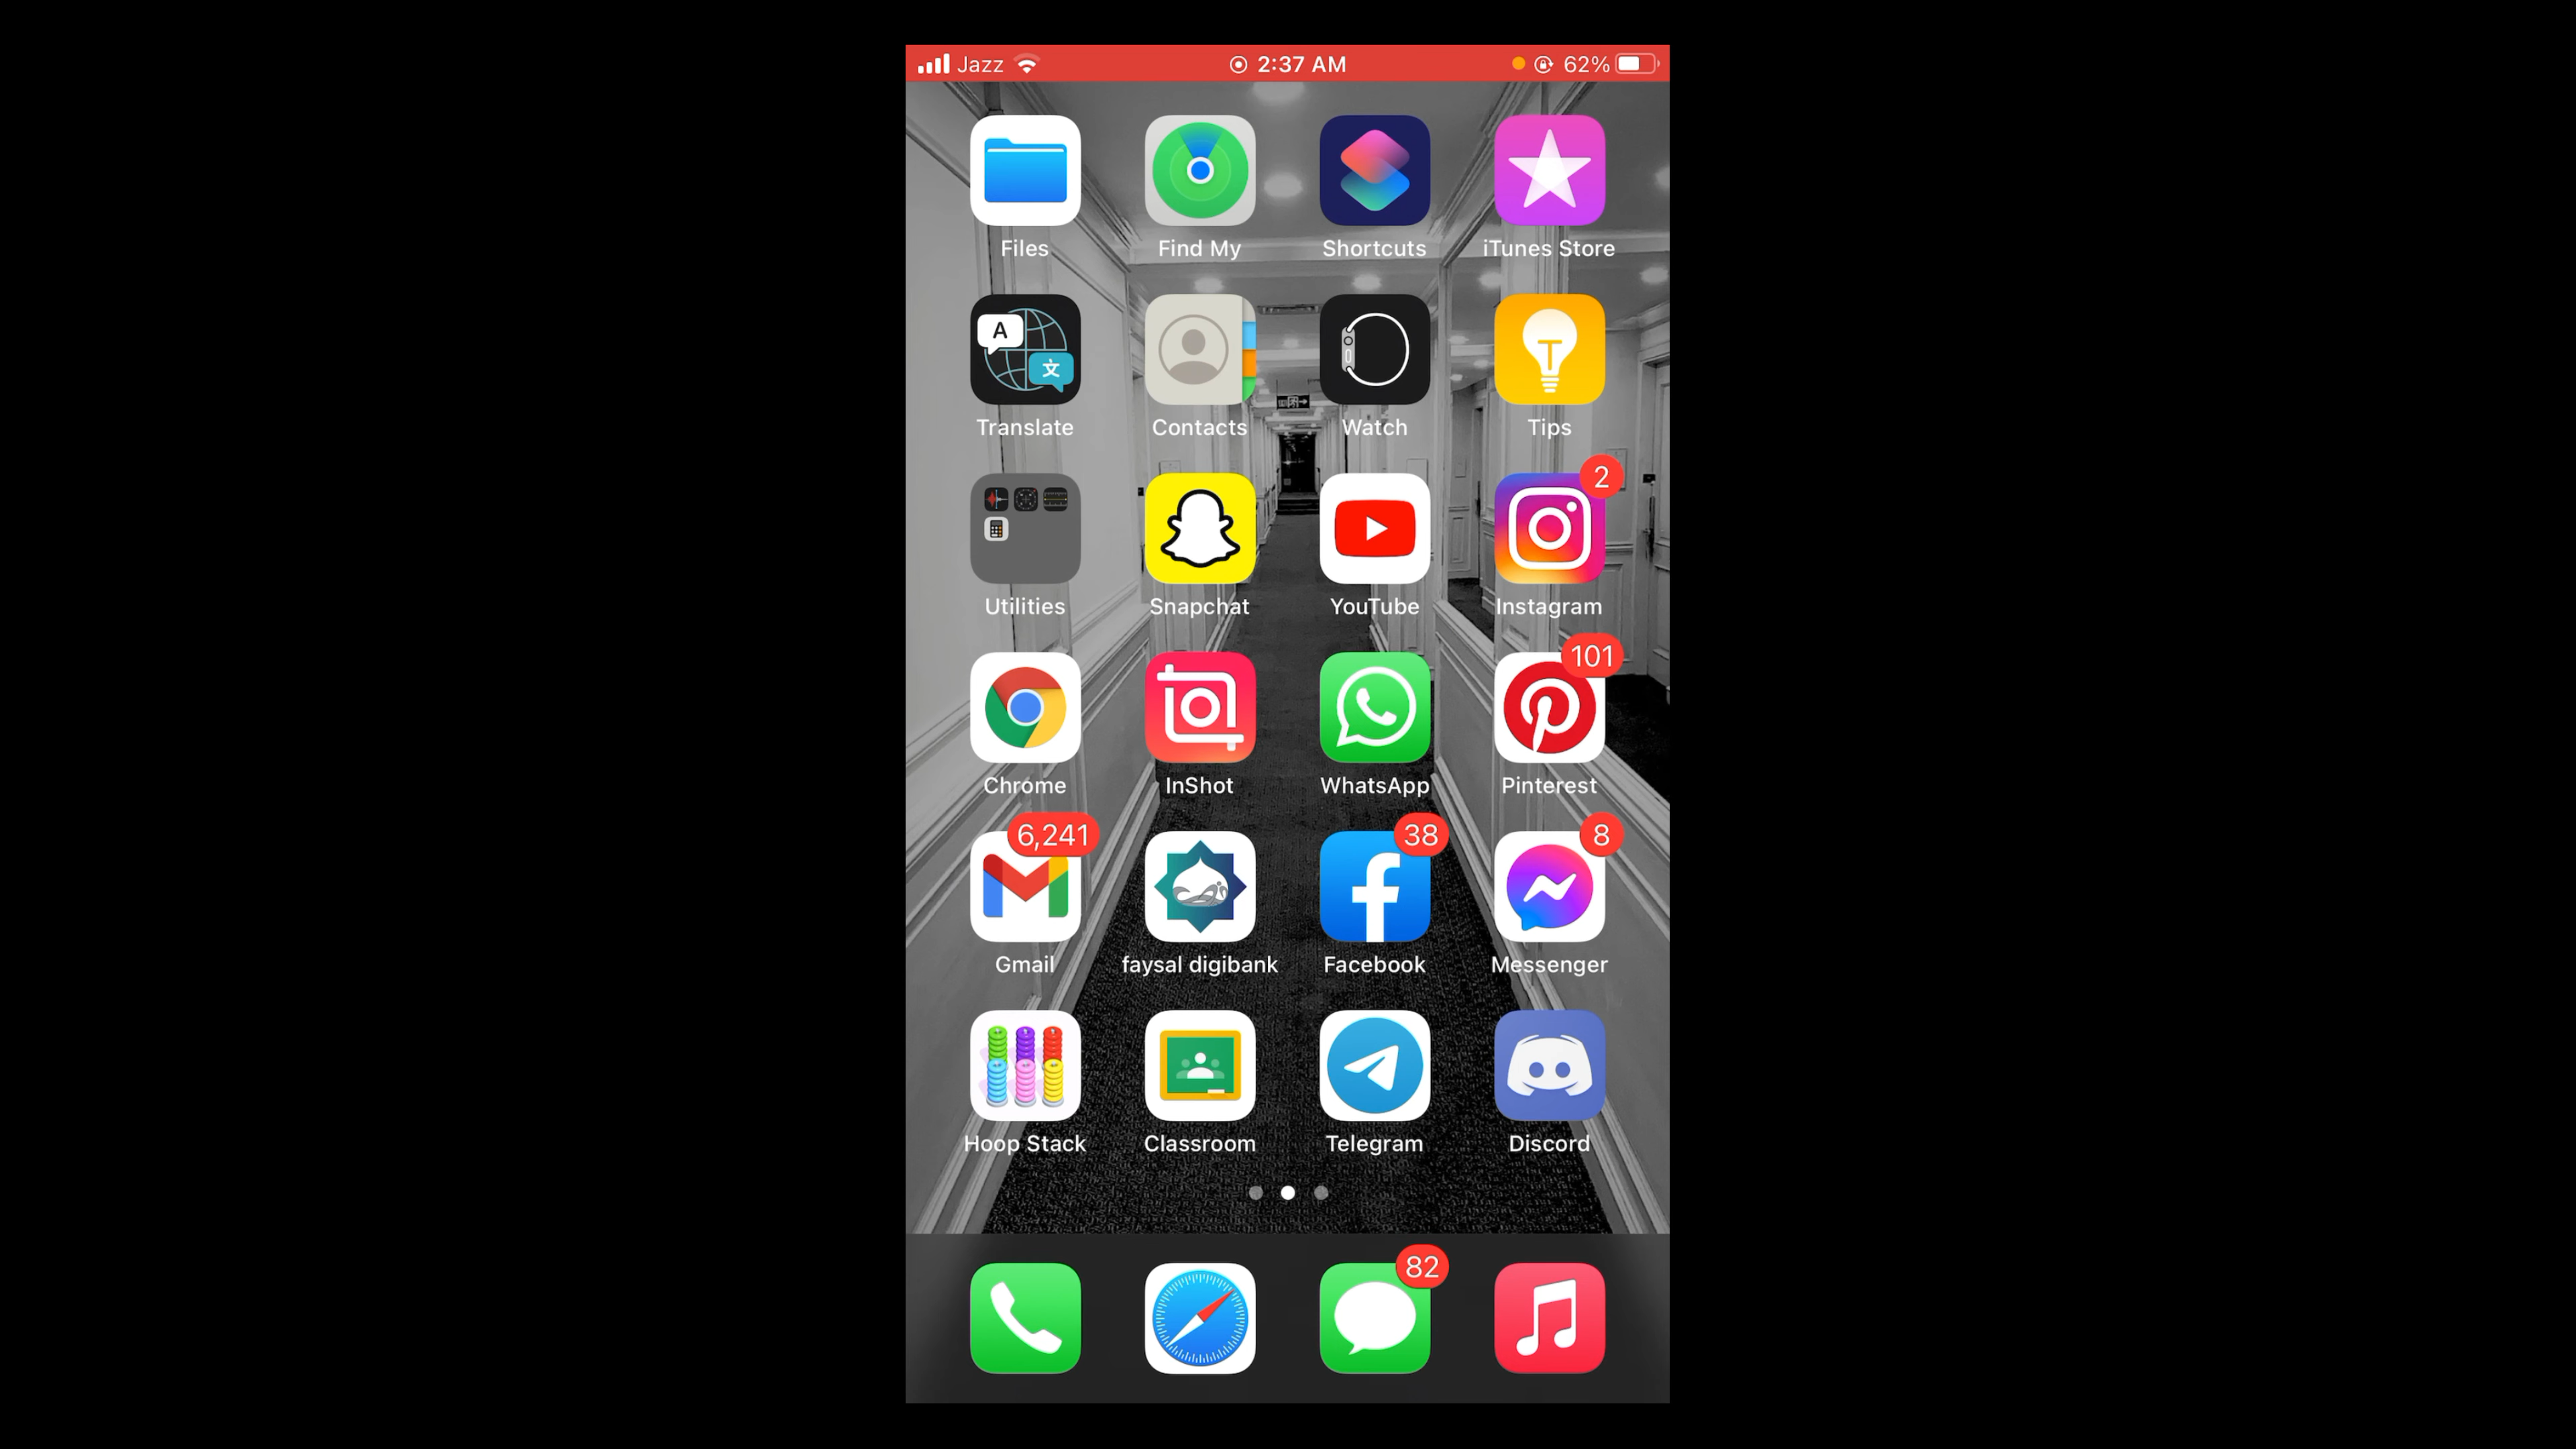 Jazz 2:37 AM 62%
Files Find My Shortcuts iTunes Store
A 文
Translate Contacts Watch Tips
2
Utilities Snapchat YouTube Instagram
101
Chrome InShot WhatsApp Pinterest
6,241 38 8
Gmail faysal digibank Facebook Messenger
Hoop Stack Classroom Telegram Discord
82